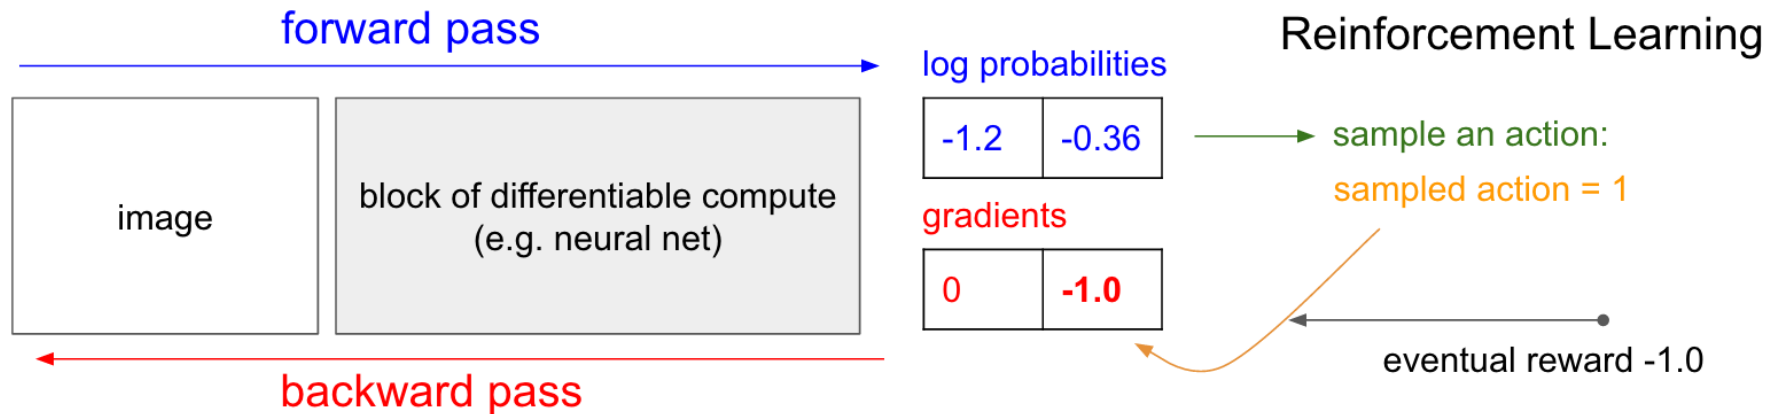 forward pass
Reinforcement Learning
log probabilities
-1.2 -0.36
sample an action:
sampled action = 1
image
block of differentiable compute
(e.g. neural net)
gradients
0 -1.0
eventual reward -1.0
backward pass